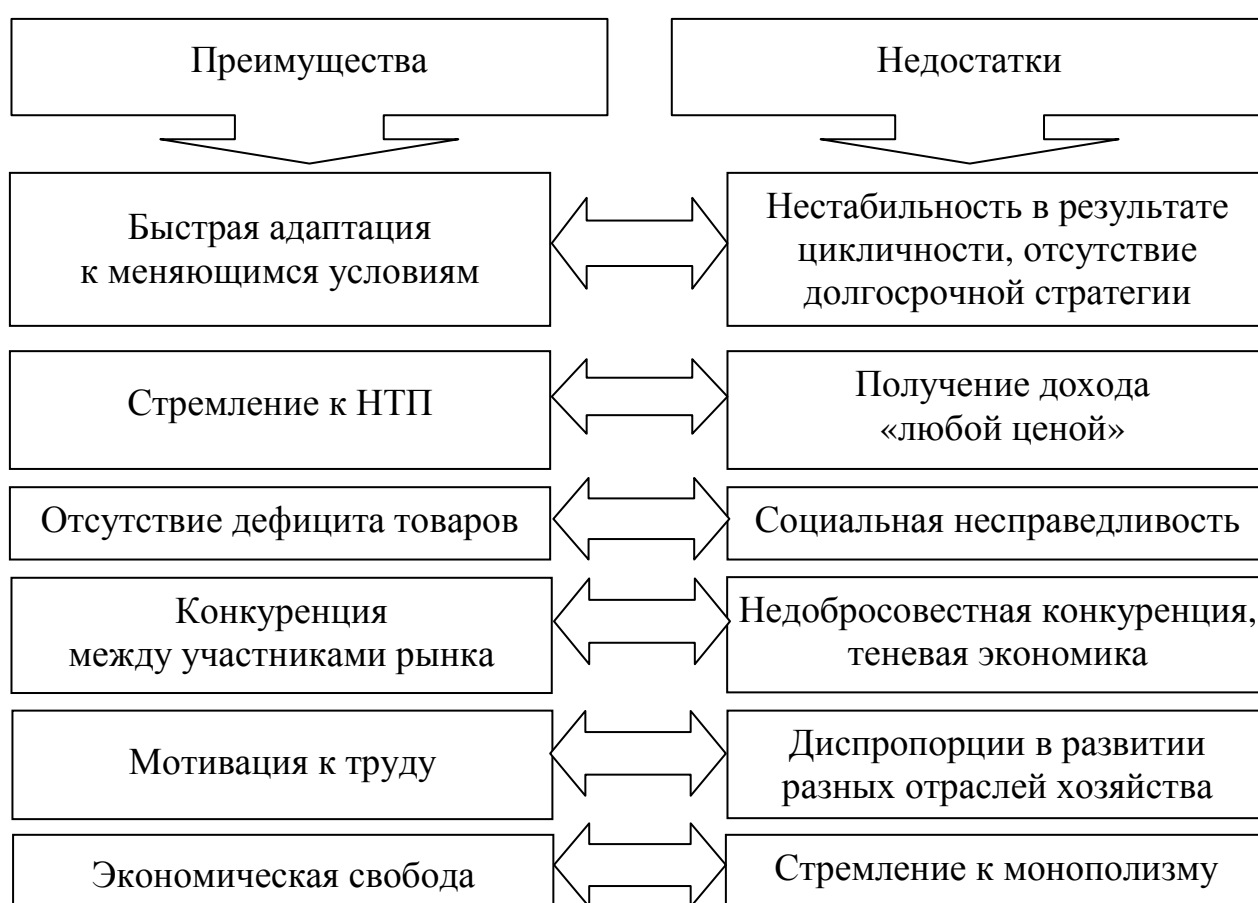 Преимущества
Недостатки
Быстрая адаптация
к меняющимся условиям
Нестабильность в результате
цикличности, отсутствие
долгосрочной стратегии
Стремление к НТП
Получение дохода
«любой ценой»
Отсутствие дефицита товаров
Социальная несправедливость
Конкуренция
между участниками рынка
Недобросовестная конкуренция,
теневая экономика
Мотивация к труду
Диспропорции в развитии
разных отраслей хозяйства
Экономическая свобода
Стремление к монополизму